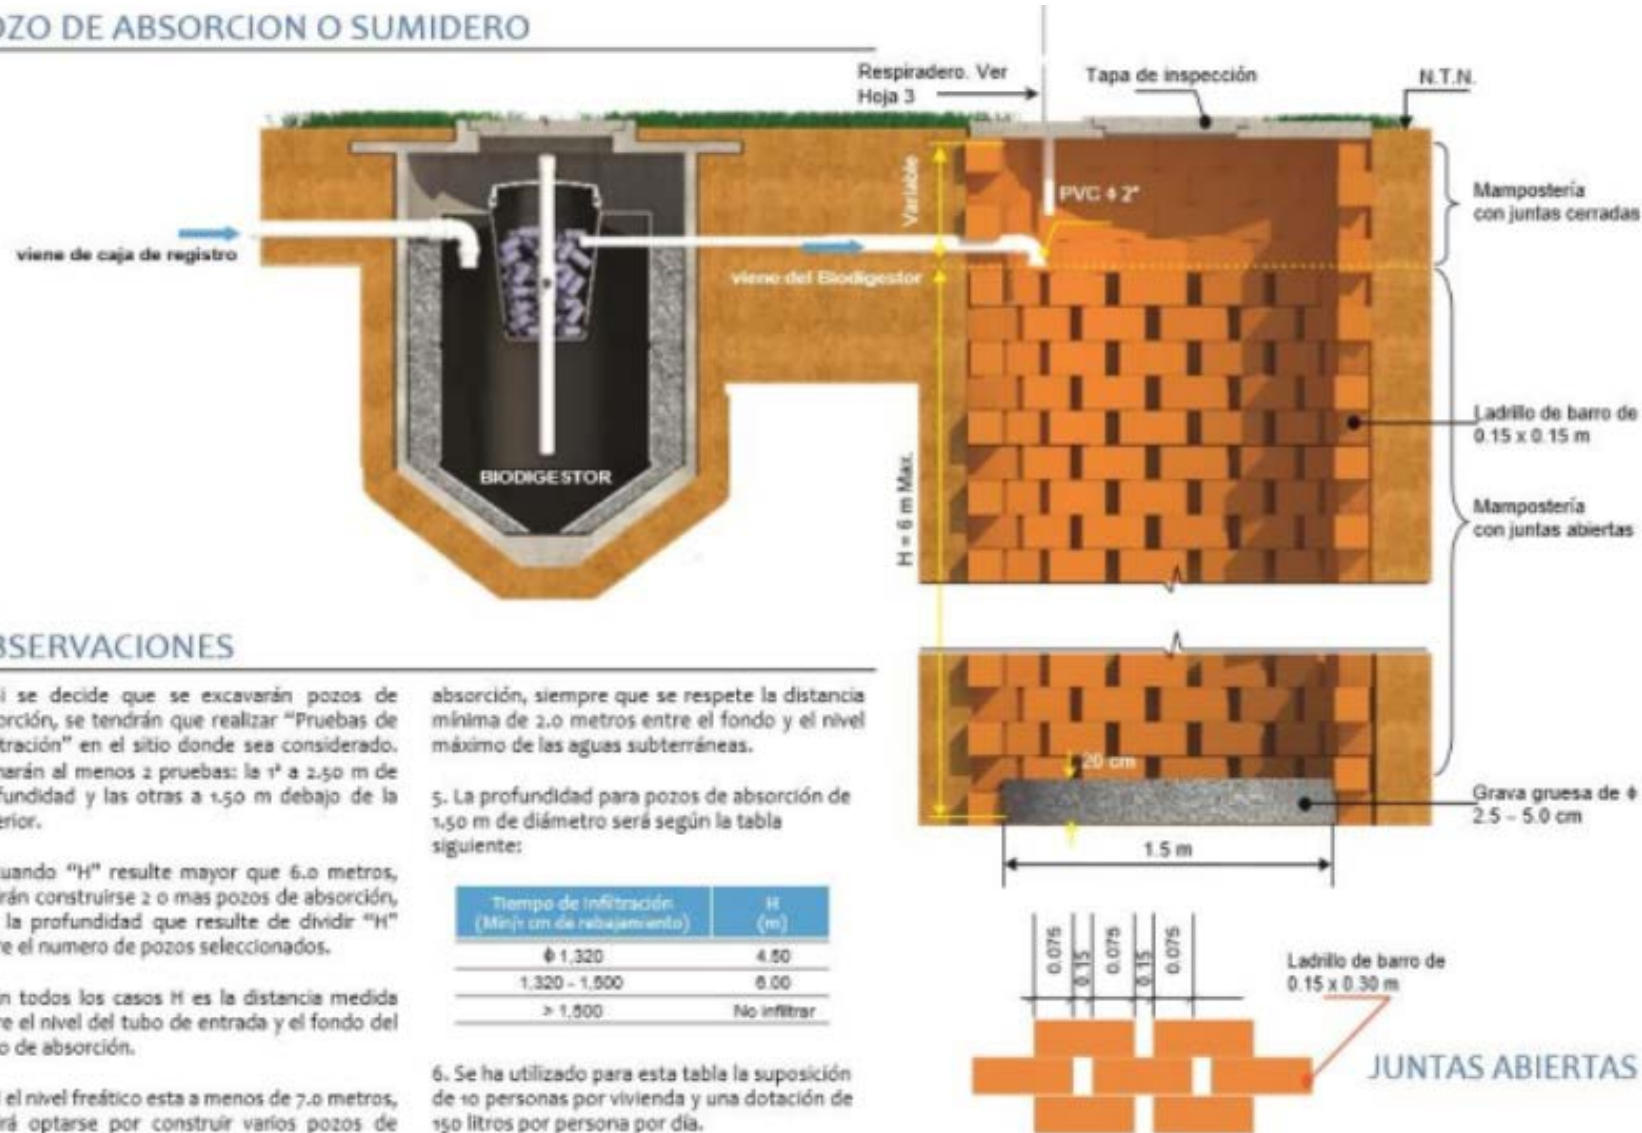 OZO DE ABSORCION O SUMIDERO
Respiradero. Ver
Hoja 3
Tapa de inspección
N.T.N.
Variable
PVC ϕ 2"
Mampostería
con juntas cerradas
viene de caja de registro
viene del Biodigestor
BIODIGESTOR
H = 6 m Max.
Ladrillo de barro de
0.15 x 0.15 m
Mampostería
con juntas abiertas
20 cm
Grava gruesa de ϕ
2.5 – 5.0 cm
1.5 m
BSERVACIONES
i se decide que se excavarán pozos de
orción, se tendrán que realizar “Pruebas de
tración” en el sitio donde sea considerado.
harán al menos 2 pruebas: la 1ª a 2.50 m de
fundidad y las otras a 1.50 m debajo de la
erior.
uando “H” resulte mayor que 6.0 metros,
rán construirse 2 o mas pozos de absorción,
la profundidad que resulte de dividir “H”
re el numero de pozos seleccionados.
n todos los casos H es la distancia medida
re el nivel del tubo de entrada y el fondo del
o de absorción.
el nivel freático esta a menos de 7.0 metros,
rá optarse por construir varios pozos de
absorción, siempre que se respete la distancia
mínima de 2.0 metros entre el fondo y el nivel
máximo de las aguas subterráneas.
5. La profundidad para pozos de absorción de
1.50 m de diámetro será según la tabla
siguiente:
Tiempo de Infiltración H
(Min/1 cm de rebajamiento) (m)
ϕ 1,320 4.50
1,320 - 1,500 6.00
> 1,500 No infiltrar
6. Se ha utilizado para esta tabla la suposición
de 10 personas por vivienda y una dotación de
150 litros por persona por día.
0.075 0.15 0.075 0.15 0.075
Ladrillo de barro de
0.15 x 0.30 m
JUNTAS ABIERTAS